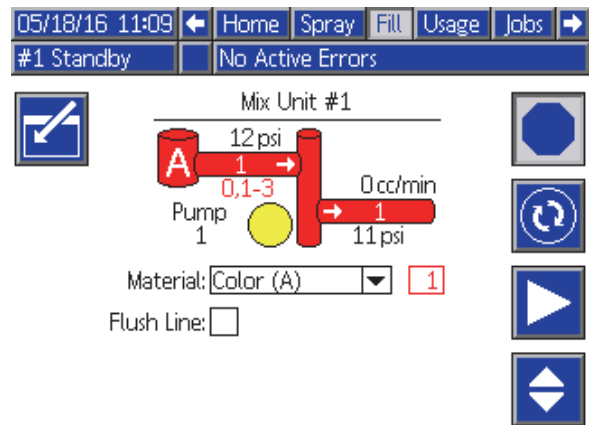 05/18/16 11:09 Home Spray Fill Usage Jobs
#1 Standby No Active Errors
Mix Unit #1
12 psi
A 1
0,1-3
0 cc/min
Pump
1
1
11 psi
Material: Color (A) 1
Flush Line: